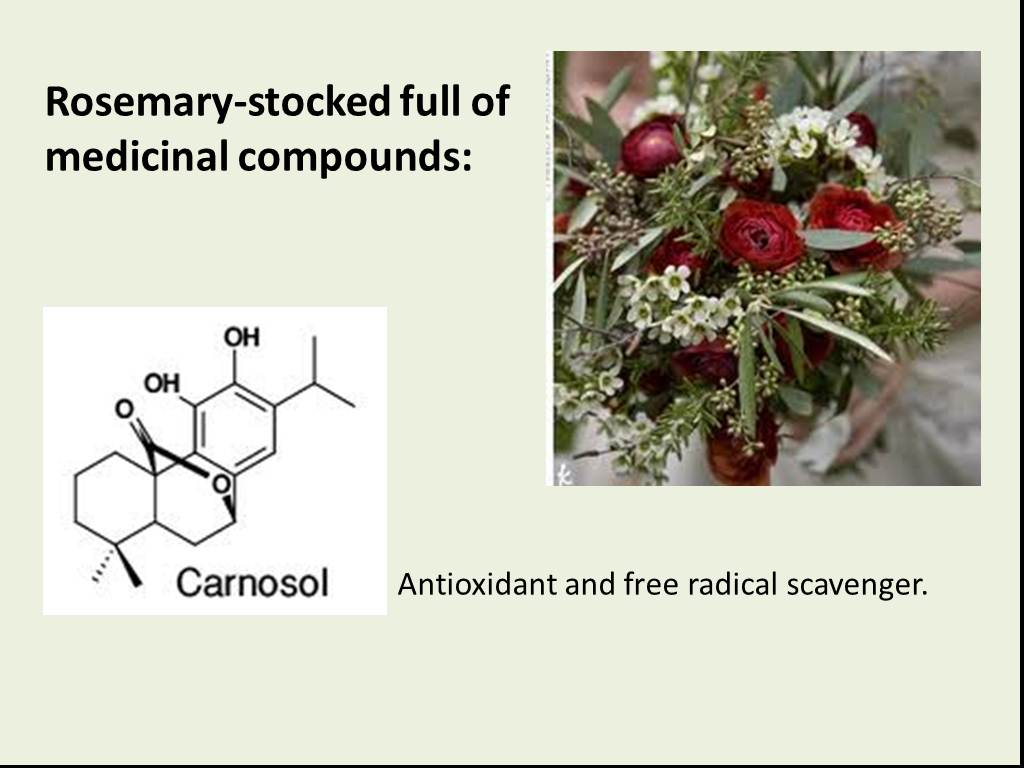 Rosemary-stocked full of
medicinal compounds:
OH
OH
O
O
Carnosol
Antioxidant and free radical scavenger.